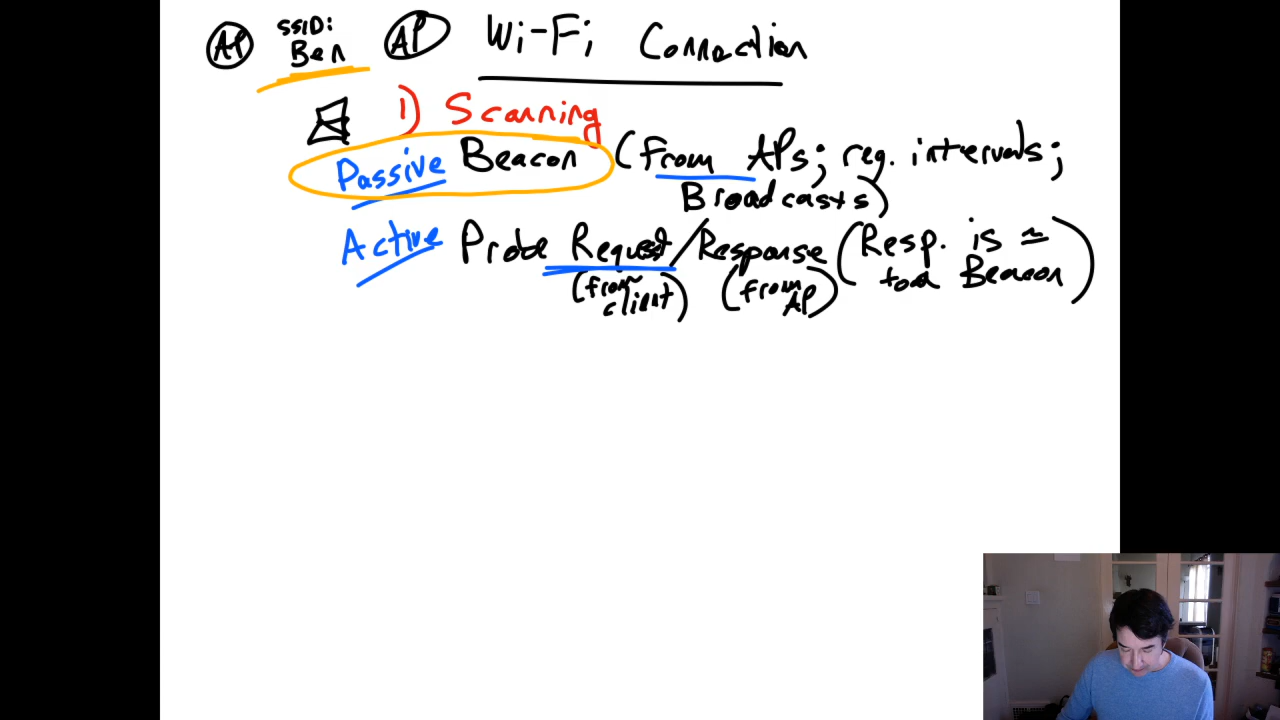 AP SSID: Ben AP Wi-Fi Connection
1) Scanning
Passive Beacon (From APs; reg. intervals;
Broadcasts)
Active Probe Request/Response (Resp. is ≃
to a Beacon)
(from client) (from AP)